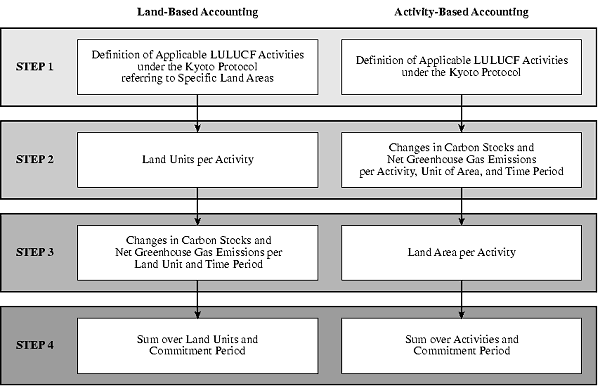 Land-Based Accounting
Activity-Based Accounting
STEP 1
Definition of Applicable LULUCF Activities
under the Kyoto Protocol
referring to Specific Land Areas
Definition of Applicable LULUCF Activities
under the Kyoto Protocol
STEP 2
Land Units per Activity
Changes in Carbon Stocks and
Net Greenhouse Gas Emissions
per Activity, Unit of Area, and Time Period
STEP 3
Changes in Carbon Stocks and
Net Greenhouse Gas Emissions per
Land Unit and Time Period
Land Area per Activity
STEP 4
Sum over Land Units and
Commitment Period
Sum over Activities and
Commitment Period